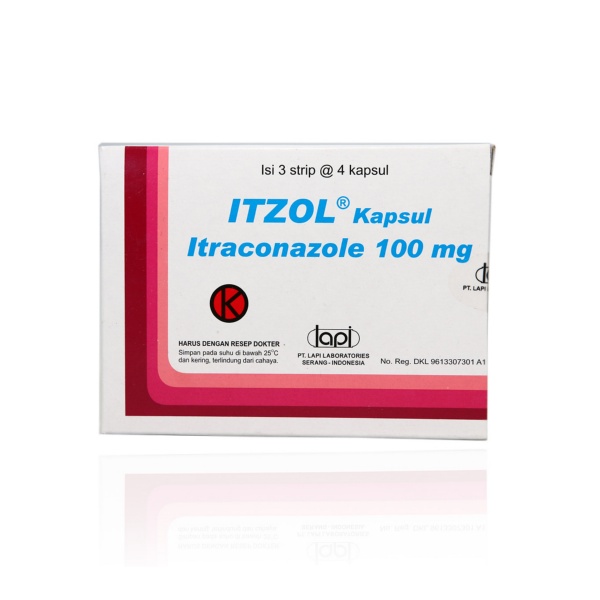 Isi 3 strip @ 4 kapsul
ITZOL® Kapsul
Itraconazole 100 mg
K
HARUS DENGAN RESEP DOKTER
Simpan pada suhu di bawah 25°C
dan kering, terlindung dari cahaya.
lapi
PT. LAPI LABORATORIES
SERANG - INDONESIA
PT. LAPI
No. Reg. DKL 9613307301 A1